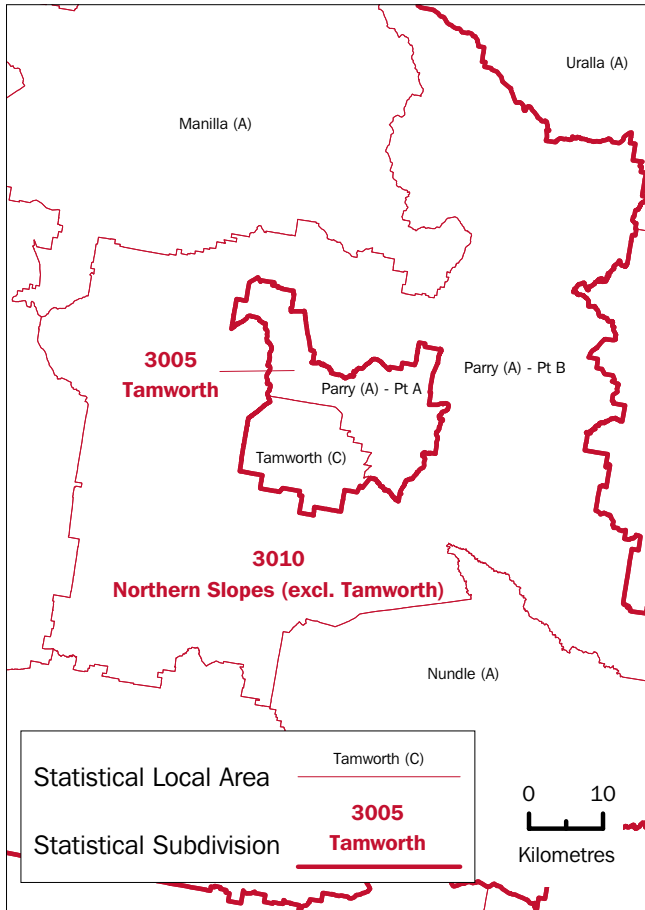 Uralla (A)
Manilla (A)
3005
Tamworth
Parry (A) - Pt B
Parry (A) - Pt A
Tamworth (C)
3010
Northern Slopes (excl. Tamworth)
Nundle (A)
Statistical Local Area
Tamworth (C)
Statistical Subdivision
3005
Tamworth
0 10
Kilometres